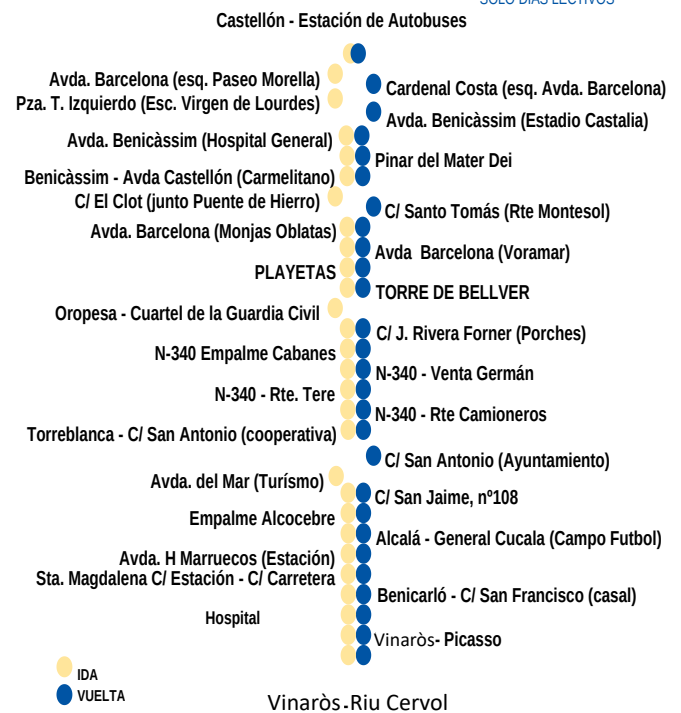 SOLO DÍAS LECTIVOS
Castellón - Estación de Autobuses
Avda. Barcelona (esq. Paseo Morella)
Cardenal Costa (esq. Avda. Barcelona)
Pza. T. Izquierdo (Esc. Virgen de Lourdes)
Avda. Benicàssim (Estadio Castalia)
Avda. Benicàssim (Hospital General)
Pinar del Mater Dei
Benicàssim - Avda Castellón (Carmelitano)
C/ El Clot (junto Puente de Hierro)
C/ Santo Tomás (Rte Montesol)
Avda. Barcelona (Monjas Oblatas)
Avda Barcelona (Voramar)
PLAYETAS
TORRE DE BELLVER
Oropesa - Cuartel de la Guardia Civil
C/ J. Rivera Forner (Porches)
N-340 Empalme Cabanes
N-340 - Venta Germán
N-340 - Rte. Tere
N-340 - Rte Camioneros
Torreblanca - C/ San Antonio (cooperativa)
C/ San Antonio (Ayuntamiento)
Avda. del Mar (Turísmo)
C/ San Jaime, nº108
Empalme Alcocebre
Alcalá - General Cucala (Campo Futbol)
Avda. H Marruecos (Estación)
Sta. Magdalena C/ Estación - C/ Carretera
Benicarló - C/ San Francisco (casal)
Hospital
Vinaròs- Picasso
IDA
VUELTA
Vinaròs-Riu Cervol